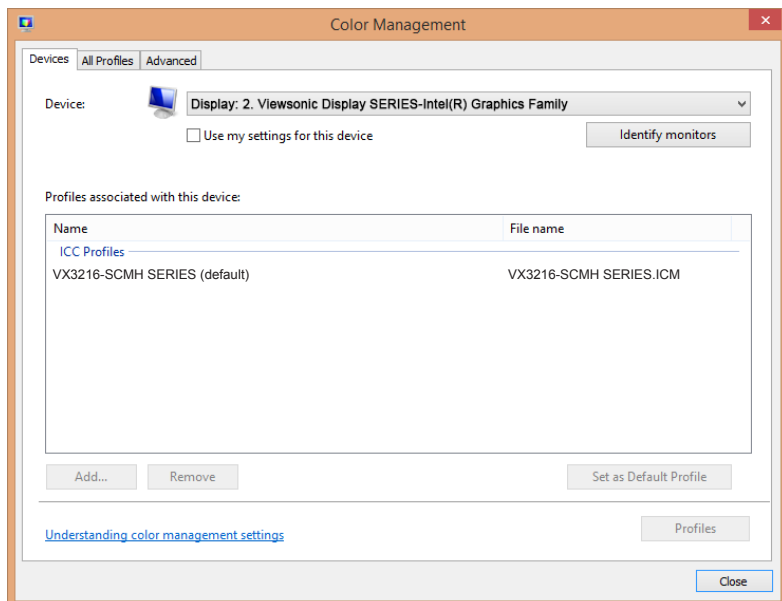 Color Management
Devices All Profiles Advanced
Device: Display: 2. Viewsonic Display SERIES-Intel(R) Graphics Family
Use my settings for this device Identify monitors
Profiles associated with this device:
Name File name
ICC Profiles
VX3216-SCMH SERIES (default) VX3216-SCMH SERIES.ICM
Add... Remove Set as Default Profile
Understanding color management settings Profiles
Close